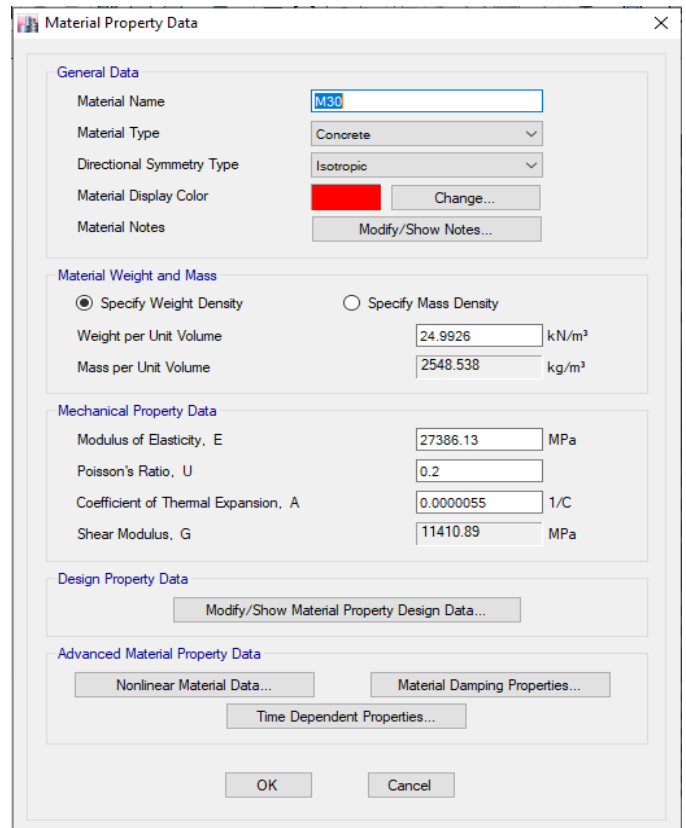 Material Property Data
General Data
Material Name M30
Material Type Concrete
Directional Symmetry Type Isotropic
Material Display Color Change...
Material Notes Modify/Show Notes...
Material Weight and Mass
Specify Weight Density Specify Mass Density
Weight per Unit Volume 24.9926 kN/m³
Mass per Unit Volume 2548.538 kg/m³
Mechanical Property Data
Modulus of Elasticity, E 27386.13 MPa
Poisson's Ratio, U 0.2
Coefficient of Thermal Expansion, A 0.0000055 1/C
Shear Modulus, G 11410.89 MPa
Design Property Data
Modify/Show Material Property Design Data...
Advanced Material Property Data
Nonlinear Material Data... Material Damping Properties...
Time Dependent Properties...
OK Cancel